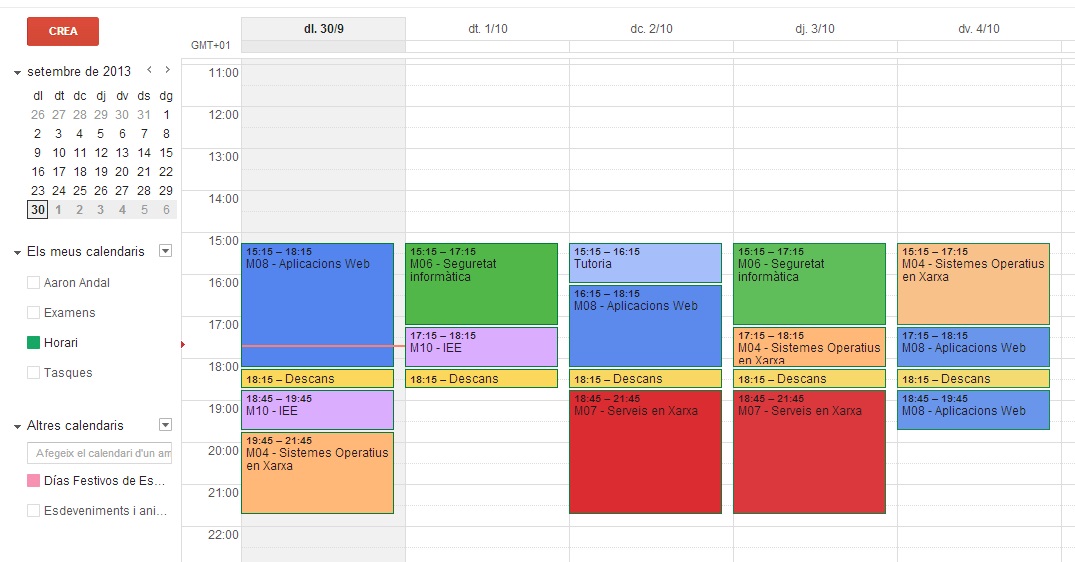 CREA
setembre de 2013
dl dt dc dj dv ds dg
26 27 28 29 30 31 1
2 3 4 5 6 7 8
9 10 11 12 13 14 15
16 17 18 19 20 21 22
23 24 25 26 27 28 29
30 1 2 3 4 5 6
Els meus calendaris
Aaron Andal
Examens
Horari
Tasques
Altres calendaris
Afegeix el calendari d'un am
Días Festivos de Es...
Esdeveniments i ani...
GMT+01
dl. 30/9
dt. 1/10
dc. 2/10
dj. 3/10
dv. 4/10
11:00
12:00
13:00
14:00
15:00
16:00
17:00
18:00
19:00
20:00
21:00
22:00
15:15 – 18:15
M08 - Aplicacions Web
18:15 – Descans
18:45 – 19:45
M10 - IEE
19:45 – 21:45
M04 - Sistemes Operatius
en Xarxa
15:15 – 17:15
M06 - Seguretat
informàtica
17:15 – 18:15
M10 - IEE
18:15 – Descans
15:15 – 16:15
Tutoria
16:15 – 18:15
M08 - Aplicacions Web
18:15 – Descans
18:45 – 21:45
M07 - Serveis en Xarxa
15:15 – 17:15
M06 - Seguretat
informàtica
17:15 – 18:15
M04 - Sistemes Operatius
en Xarxa
18:15 – Descans
18:45 – 21:45
M07 - Serveis en Xarxa
15:15 – 17:15
M04 - Sistemes Operatius
en Xarxa
17:15 – 18:15
M08 - Aplicacions Web
18:15 – Descans
18:45 – 19:45
M08 - Aplicacions Web